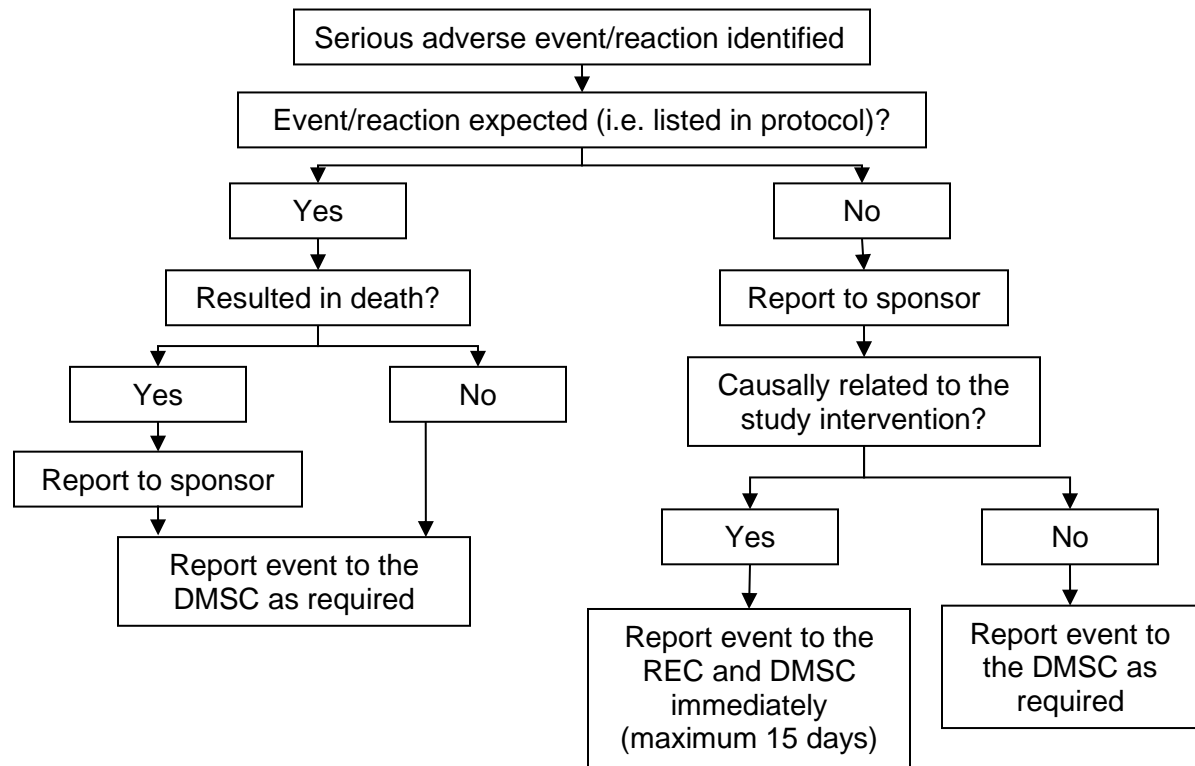 Serious adverse event/reaction identified
Event/reaction expected (i.e. listed in protocol)?
Yes
No
Resulted in death?
Report to sponsor
Yes
No
Causally related to the
study intervention?
Report to sponsor
Yes
No
Report event to the
DMSC as required
Report event to the
REC and DMSC
immediately
(maximum 15 days)
Report event to
the DMSC as
required